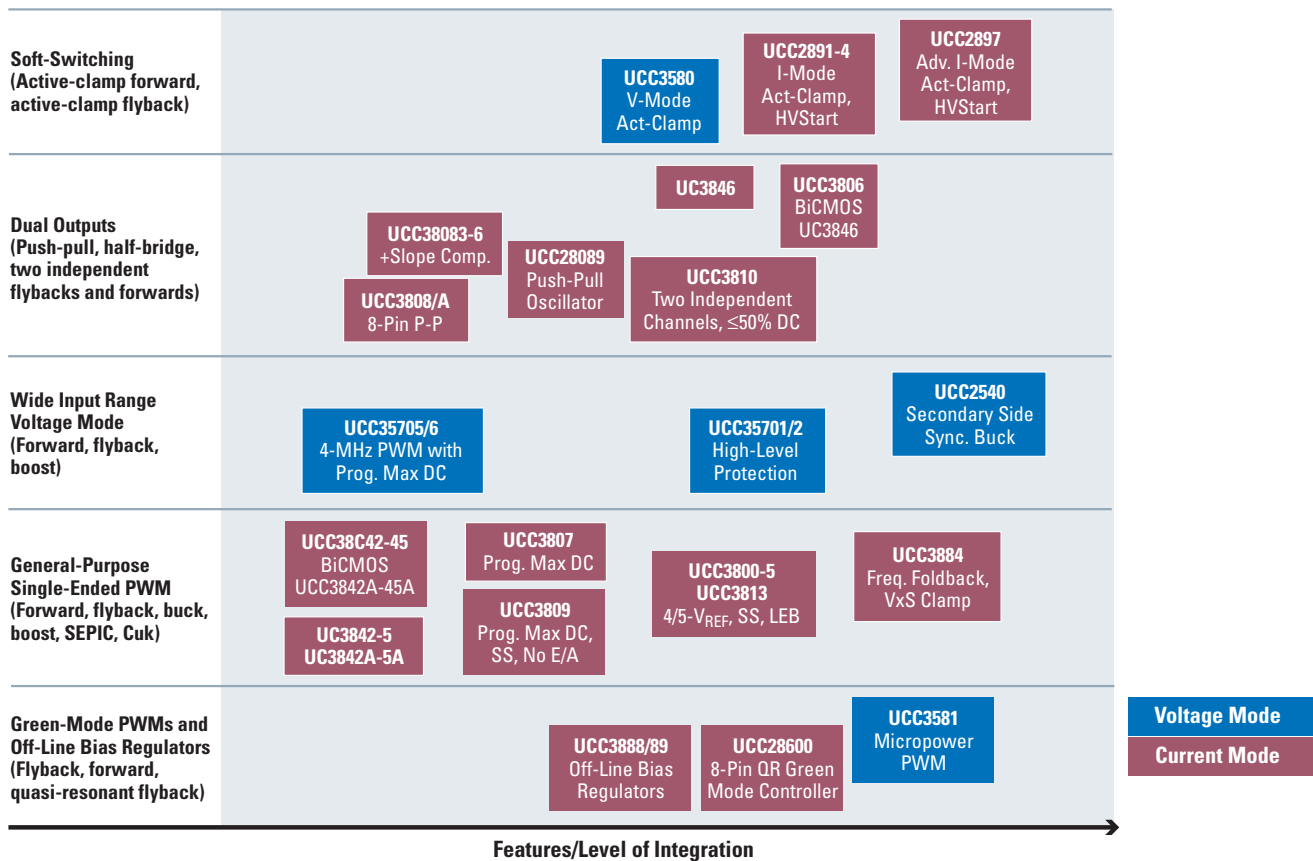 Soft-Switching
(Active-clamp forward,
active-clamp flyback)
UCC3580
V-Mode
Act-Clamp
UCC2891-4
I-Mode
Act-Clamp,
HVStart
UCC2897
Adv. I-Mode
Act-Clamp,
HVStart
Dual Outputs
(Push-pull, half-bridge,
two independent
flybacks and forwards)
UCC38083-6
+Slope Comp.
UCC3808/A
8-Pin P-P
UCC28089
Push-Pull
Oscillator
UC3846
UCC3806
BiCMOS
UC3846
UCC3810
Two Independent
Channels, ≤50% DC
Wide Input Range
Voltage Mode
(Forward, flyback,
boost)
UCC35705/6
4-MHz PWM with
Prog. Max DC
UCC35701/2
High-Level
Protection
UCC2540
Secondary Side
Sync. Buck
General-Purpose
Single-Ended PWM
(Forward, flyback, buck,
boost, SEPIC, Cuk)
UCC38C42-45
BiCMOS
UCC3842A-45A
UC3842-5
UC3842A-5A
UCC3807
Prog. Max DC
UCC3809
Prog. Max DC,
SS, No E/A
UCC3800-5
UCC3813
4/5-VREF, SS, LEB
UCC3884
Freq. Foldback,
VxS Clamp
Green-Mode PWMs and
Off-Line Bias Regulators
(Flyback, forward,
quasi-resonant flyback)
UCC3888/89
Off-Line Bias
Regulators
UCC28600
8-Pin QR Green
Mode Controller
UCC3581
Micropower
PWM
Voltage Mode
Current Mode
Features/Level of Integration